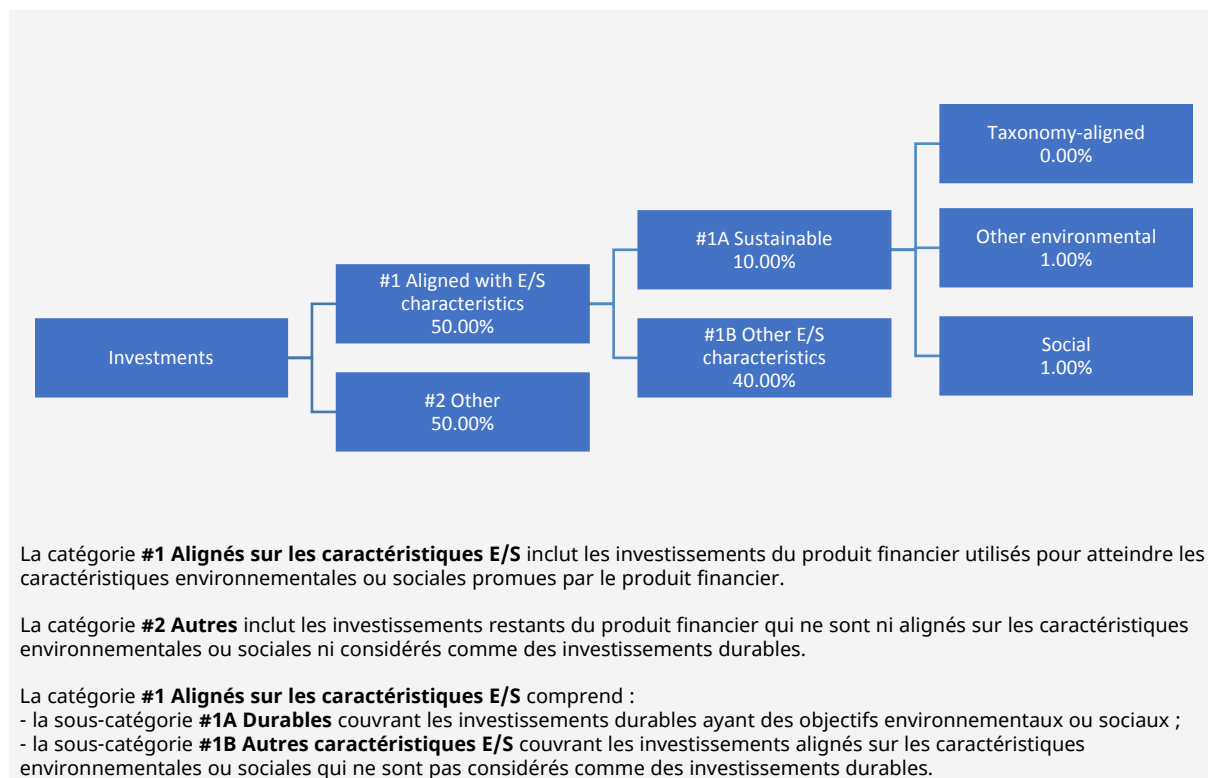 Taxonomy-aligned
0.00%
#1A Sustainable
10.00%
Other environmental
1.00%
#1 Aligned with E/S
characteristics
50.00%
Investments
#1B Other E/S
characteristics
40.00%
Social
1.00%
#2 Other
50.00%
La catégorie #1 Alignés sur les caractéristiques E/S inclut les investissements du produit financier utilisés pour atteindre les
caractéristiques environnementales ou sociales promues par le produit financier.
La catégorie #2 Autres inclut les investissements restants du produit financier qui ne sont ni alignés sur les caractéristiques
environnementales ou sociales ni considérés comme des investissements durables.
La catégorie #1 Alignés sur les caractéristiques E/S comprend :
- la sous-catégorie #1A Durables couvrant les investissements durables ayant des objectifs environnementaux ou sociaux ;
- la sous-catégorie #1B Autres caractéristiques E/S couvrant les investissements alignés sur les caractéristiques
environnementales ou sociales qui ne sont pas considérés comme des investissements durables.